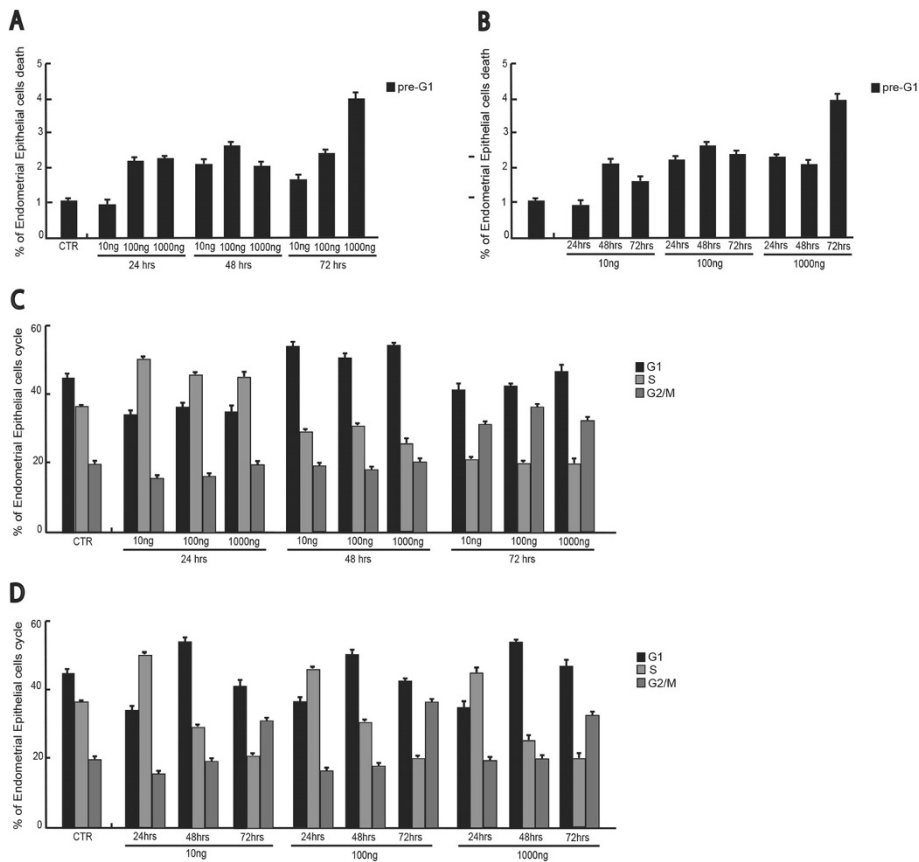 A
% of Endometrial Epithelial cells death
5
4
3
2
1
0
pre-G1
CTR
10ng 100ng 1000ng
24 hrs
10ng 100ng 1000ng
48 hrs
10ng 100ng 1000ng
72 hrs
B
% of Endometrial Epithelial cells death
5
4
3
2
1
0
pre-G1
24hrs 48hrs 72hrs
10ng
24hrs 48hrs 72hrs
100ng
24hrs 48hrs 72hrs
1000ng
C
% of Endometrial Epithelial cells cycle
60
40
20
0
G1
S
G2/M
CTR
10ng 100ng 1000ng
24 hrs
10ng 100ng 1000ng
48 hrs
10ng 100ng 1000ng
72 hrs
D
% of Endometrial Epithelial cells cycle
60
40
20
0
G1
S
G2/M
CTR
24hrs 48hrs 72hrs
10ng
24hrs 48hrs 72hrs
100ng
24hrs 48hrs 72hrs
1000ng